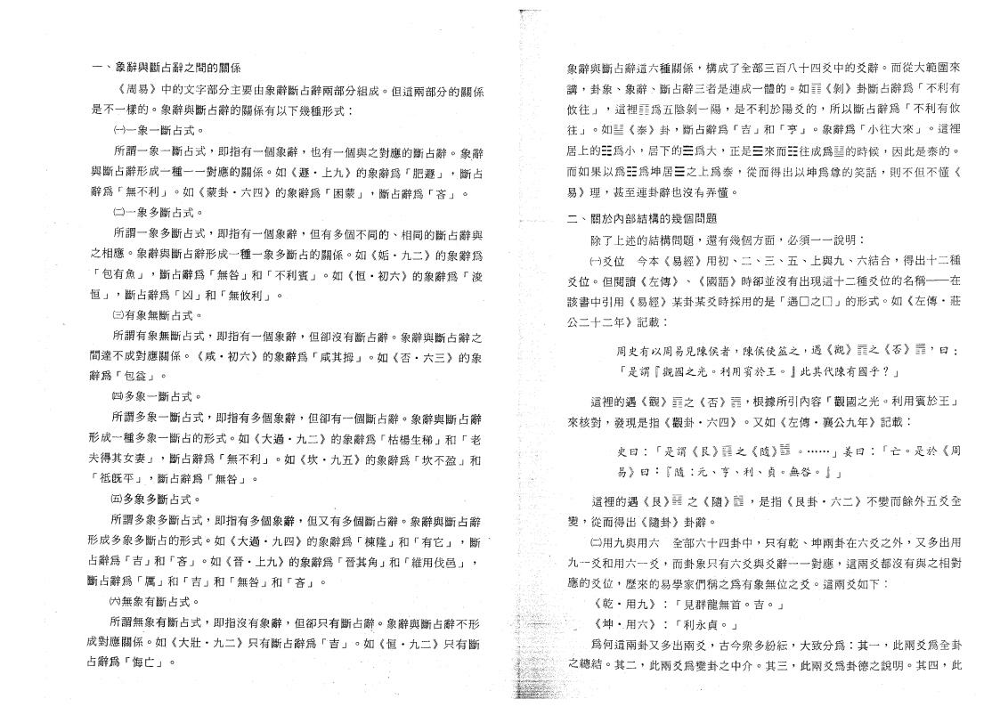 一、象辭與斷占辭之間的關係
《周易》中的文字部分主要由象辭斷占辭兩部分組成。但這兩部分的關係
是不一樣的。象辭與斷占辭的關係有以下幾種形式：
㈠一象一斷占式。
所謂一象一斷占式，即指有一個象辭，也有一個與之對應的斷占辭。象辭
與斷占辭形成一種一一對應的關係。如《遯·上九》的象辭爲「肥遯」，斷占
辭爲「無不利」。如《蒙卦·六四》的象辭爲「困蒙」，斷占辭爲「吝」。
㈡一象多斷占式。
所謂一象多斷占式，即指有一個象辭，但有多個不同的、相同的斷占辭與
之相應。象辭與斷占辭形成一種一象多斷占的關係。如《姤·九二》的象辭爲
「包有魚」，斷占辭爲「無咎」和「不利賓」。如《恒·初六》的象辭爲「浚
恒」，斷占辭爲「凶」和「無攸利」。
㈢有象無斷占式。
所謂有象無斷占式，即指有一個象辭，但卻沒有斷占辭。象辭與斷占辭之
間達不成對應關係。《咸·初六》的象辭爲「咸其拇」。如《否·六三》的象
辭爲「包羞」。
㈣多象一斷占式。
所謂多象一斷占式，即指有多個象辭，但卻有一個斷占辭。象辭與斷占辭
形成一種多象一斷占的形式。如《大過·九二》的象辭爲「枯楊生稊」和「老
夫得其女妻」，斷占辭爲「無不利」。如《坎·九五》的象辭爲「坎不盈」和
「祗旣平」，斷占辭爲「無咎」。
㈤多象多斷占式。
所謂多象多斷占式，即指有多個象辭，但又有多個斷占辭。象辭與斷占辭
形成多象多斷占的形式。如《大過·九四》的象辭爲「棟隆」和「有它」，斷
占辭爲「吉」和「吝」。如《晉·上九》的象辭爲「晉其角」和「維用伐邑」，
斷占辭爲「厲」和「吉」和「無咎」和「吝」。
㈥無象有斷占式。
所謂無象有斷占式，即指沒有象辭，但卻只有斷占辭。象辭與斷占辭不形
成對應關係。如《大壯·九二》只有斷占辭爲「吉」。如《恒·九二》只有斷
占辭爲「悔亡」。
象辭與斷占辭這六種關係，構成了全部三百八十四爻中的爻辭。而從大範圍來
講，卦象、象辭、斷占辭三者是連成一體的。如䷖《剝》卦斷占辭爲「不利有
攸往」，這裡䷖爲五陰剝一陽，是不利於陽爻的，所以斷占辭爲「不利有攸
往」。如䷊《泰》卦，斷占辭爲「吉」和「亨」。象辭爲「小往大來」。這裡
居上的☷爲小，居下的☰爲大，正是☰來而☷往成爲䷊的時候，因此是泰的。
而如果以爲☷爲坤居☰之上爲泰，從而得出以坤爲尊的笑話，則不但不懂《
易》理，甚至連卦辭也沒有弄懂。
二、關於內部結構的幾個問題
除了上述的結構問題，還有幾個方面，必須一一說明：
㈠爻位　今本《易經》用初、二、三、五、上與九、六結合，得出十二種
爻位。但閱讀《左傳》、《國語》時卻並沒有出現這十二種爻位的名稱——在
該書中引用《易經》某卦某爻時採用的是「遇□之□」的形式。如《左傳·莊
公二十二年》記載：
周史有以周易見陳侯者，陳侯使筮之，遇《觀》䷓之《否》䷋，曰：
「是謂『觀國之光。利用賓於王。』此其代陳有國乎？」
這裡的遇《觀》䷓之《否》䷋，根據所引內容「觀國之光。利用賓於王」
來核對，發現是指《觀卦·六四》。又如《左傳·襄公九年》記載：
史曰：「是謂《艮》䷳之《隨》䷐。……」姜曰：「亡。是於《周
易》曰：『隨：元、亨、利、貞。無咎。』」
這裡的遇《艮》䷳之《隨》䷐，是指《艮卦·六二》不變而餘外五爻全
變，從而得出《隨卦》卦辭。
㈡用九與用六　全部六十四卦中，只有乾、坤兩卦在六爻之外，又多出用
九一爻和用六一爻，而卦象只有六爻與爻辭一一對應，這兩爻都沒有與之相對
應的爻位，歷來的易學家們稱之爲有象無位之爻。這兩爻如下：
《乾·用九》：「見群龍無首。吉。」
《坤·用六》：「利永貞。」
爲何這兩卦又多出兩爻，古今衆多紛紜，大致分爲：其一，此兩爻爲全卦
之總結。其二，此兩爻爲變卦之中介。其三，此兩爻爲卦德之說明。其四，此